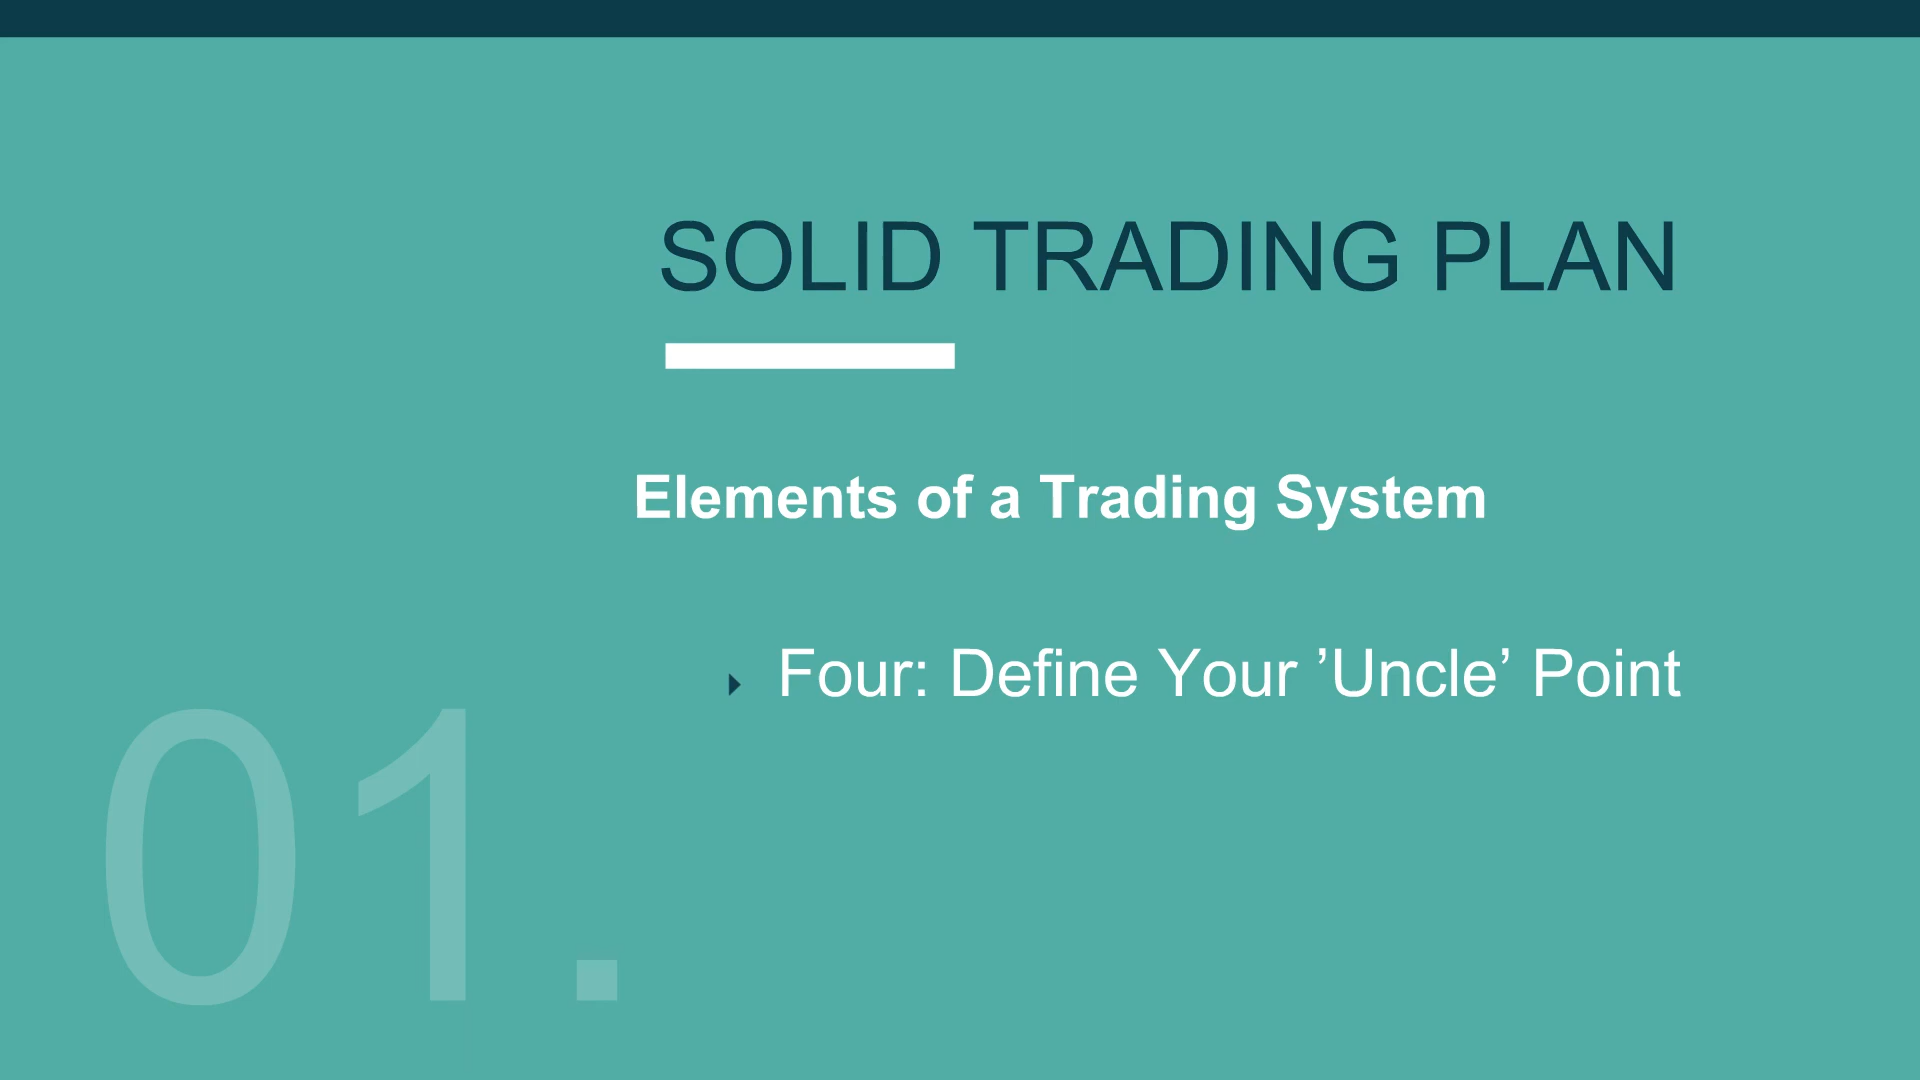 SOLID TRADING PLAN
Elements of a Trading System
Four: Define Your ’Uncle’ Point
01.